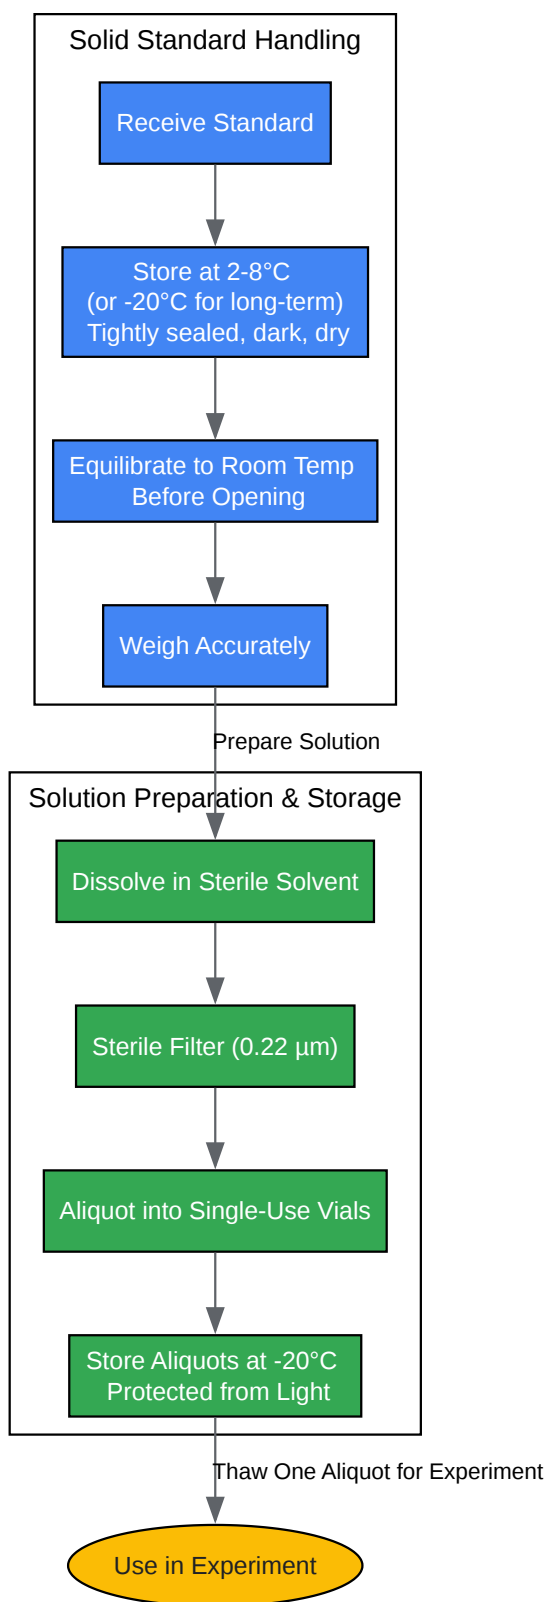 Solid Standard Handling
Receive Standard
Store at 2-8°C
(or -20°C for long-term)
Tightly sealed, dark, dry
Equilibrate to Room Temp
Before Opening
Weigh Accurately
Prepare Solution
Solution Preparation & Storage
Dissolve in Sterile Solvent
Sterile Filter (0.22 µm)
Aliquot into Single-Use Vials
Store Aliquots at -20°C
Protected from Light
Thaw One Aliquot for Experiment
Use in Experiment